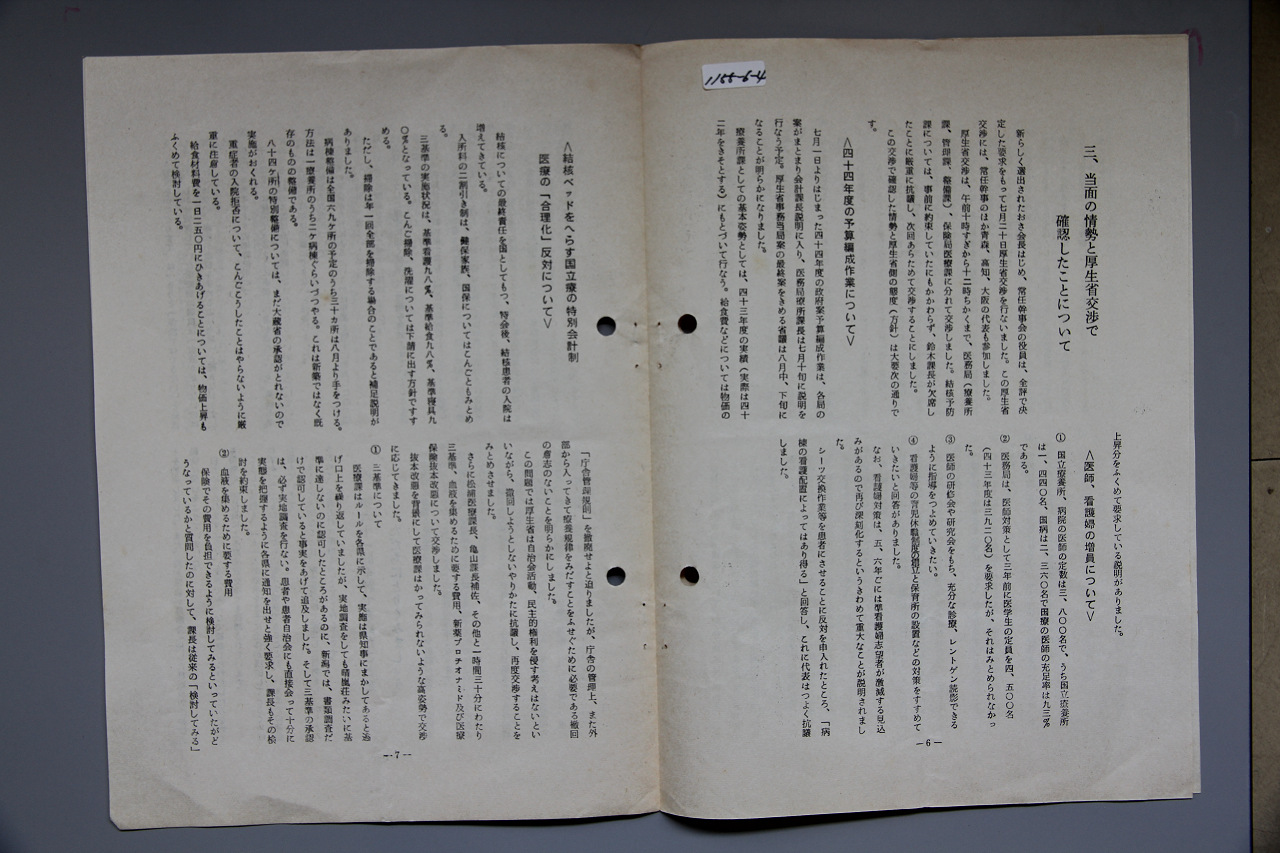 1155-6-4
三、当面の情勢と厚生省交渉で
確認したことについて
新らしく選出されたおさ会長はじめ、常任幹事会の役員は、全評で決
定した要求をもって七月二十日厚生省交渉を行ないました。この厚生省
交渉には、常任幹事のほか青森、高知、大阪の代表も参加しました。
厚生省交渉は、午前十時すぎから十二時ちかくまで、医務局(療養所
課、管理課、整備課)、保険局医療課に分れて交渉しました。結核予防
課については、事前に約束していたにもかかわらず、鈴木課長が欠席し
たことに厳重に抗議し、次回あらためて交渉することにしました。
この交渉で確認した情勢と厚生省側の態度(方針)は大要次の通りで
す。
<四十四年度の予算編成作業について>
七月一日よりはじまった四十四年度の政府案予算編成作業は、各局の
案がまとまり会計課長説明に入り、医務局療所課長は七月十旬に説明を
行なう予定。厚生省事務当局案の最終案をきめる省議は八月中、下旬に
なることが明らかになりました。
療養所課としての基本姿勢としては、四十三年度の実績(実際は四十
二年をきそとする)にもとづいて行なう。給食費などについては物価の
上昇分をふくめて要求している説明がありました。
<医師、看護婦の増員について>
① 国立療養所、病院の医師の定数は三、八〇〇名で、うち国立療養所
は一、四四〇名、国病は二、三六〇名で国療の医師の充足率は九三%
である。
② 医務局は、医師対策として三年前に医学生の定員を四、五〇〇名
(四十三年度は三九二〇名)を要求したが、それはみとめられなかっ
た。
③ 医師の研修会や研究会をもち、充分な診療、レントゲン読影できる
ように指導をつよめていきたい。
④ 看護婦等の育児休職制度の創立と保育所の設置などの対策をすすめて
いきたいと回答がありました。
なお、看護婦対策は、五、六年ごには準看護婦志望者が激減する見込
みがあるので再び深刻化するというきわめて重大なことが説明されまし
た。
シーツ交換作業等を患者にさせることに反対を申入れたところ、「病
棟の看護配置によってはあり得る」と回答し、これに代表はつよく抗議
しました。
—6—
<結核ベッドをへらす国立療の特別会計制
医療の「合理化」反対について>
結核についての最終責任を国としてもつ、特会後、結核患者の入院は
増えてきている。
入所料の二割引き制は、健保家族、国保についてはこんごともみとめ
る。
三基準の実施状況は、基準看護九八%、基準給食九八%、基準寝具九
〇%となっている。こんご掃除、洗濯については下請に出す方針ですす
める。
ただし、掃除は年一回全部を掃除する場合のことであると補足説明が
ありました。
病棟整備は全国六九ヶ所の予定のうち三十ヵ所は八月より手をつける。
方法は一療養所のうち二ヶ病棟ぐらいづつやる。これは新築ではなく既
存のものの整備である。
八十四ヶ所の特別整備については、まだ大蔵省の承認がとれないので
実施がおくれる。
重症者の入院拒否について、こんごこうしたことはやらないように厳
重に注意している。
給食材料費を一日二五〇円にひきあげることについては、物価上昇も
ふくめて検討している。
「庁舎管理規則」を撤廃せよと迫りましたが、庁舎の管理上、また外
部から入ってきて療養規律をみだすことをふせぐために必要である撤回
の意志のないことを明らかにしました。
この問題では厚生省は自治会活動、民主的権利を侵す考えはないとい
いながら、撤回しようとしないやりかたに抗議し、再度交渉することを
みとめさせました。
さらに松浦医療課長、亀山課長補佐、その他と一時間三十分にわたり
三基準、血液を集めるために要する費用、新薬プロチオナミド及び医療
保険抜本改悪について交渉しました。
抜本改悪を背景にして医療課はかってみられないような高姿勢で交渉
に応じてきました。
① 三基準について
医療課はルールを各県に示して、実施は県知事にまかしてあると逃
げ口上を繰り返していましたが、実地調査をしても晴嵐荘みたいに基
準に達しないのに認可したところがあるのに、新潟では、書類調査だ
けで認可していると事実をあげて追及しました。そして三基準の承認
は、必ず実地調査を行ない。患者や患者自治会にも直接会って十分に
実態を把握するように各県に通知を出せと強く要求し、課長もその検
討を約束しました。
② 血液を集めるために要する費用
保険でその費用を負担できるように検討してみるといっていたがど
うなっているかと質問したのに対して、課長は従来の「検討してみる」
—7—